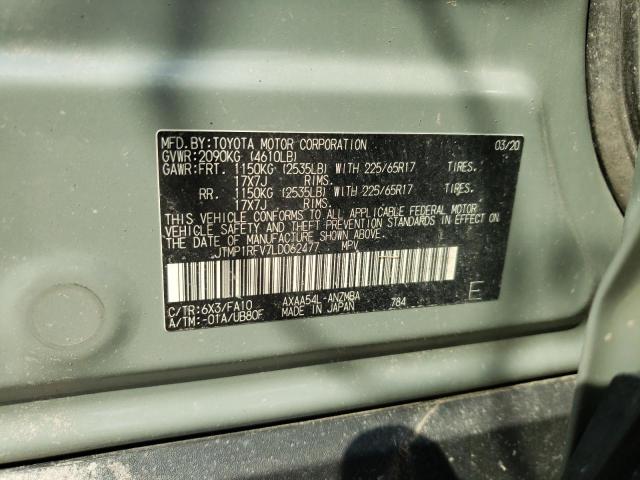 MFD.BY:TOYOTA MOTOR CORPORATION 03/20
GVWR:2090KG (4610LB)
GAWR:FRT. 1150KG (2535LB) WITH 225/65R17 TIRES.
17X7J RIMS.
RR. 1150KG (2535LB) WITH 225/65R17 TIRES.
17X7J RIMS.
THIS VEHICLE CONFORMS TO ALL APPLICABLE FEDERAL MOTOR
VEHICLE SAFETY AND THEFT PREVENTION STANDARDS IN EFFECT ON
THE DATE OF MANUFACTURE SHOWN ABOVE.
JTMP1RFV7LD062477 MPV
C/TR:6X3/FA10 AXAA54L-ANZMBA 784
A/TM:-01A/UB80F MADE IN JAPAN E